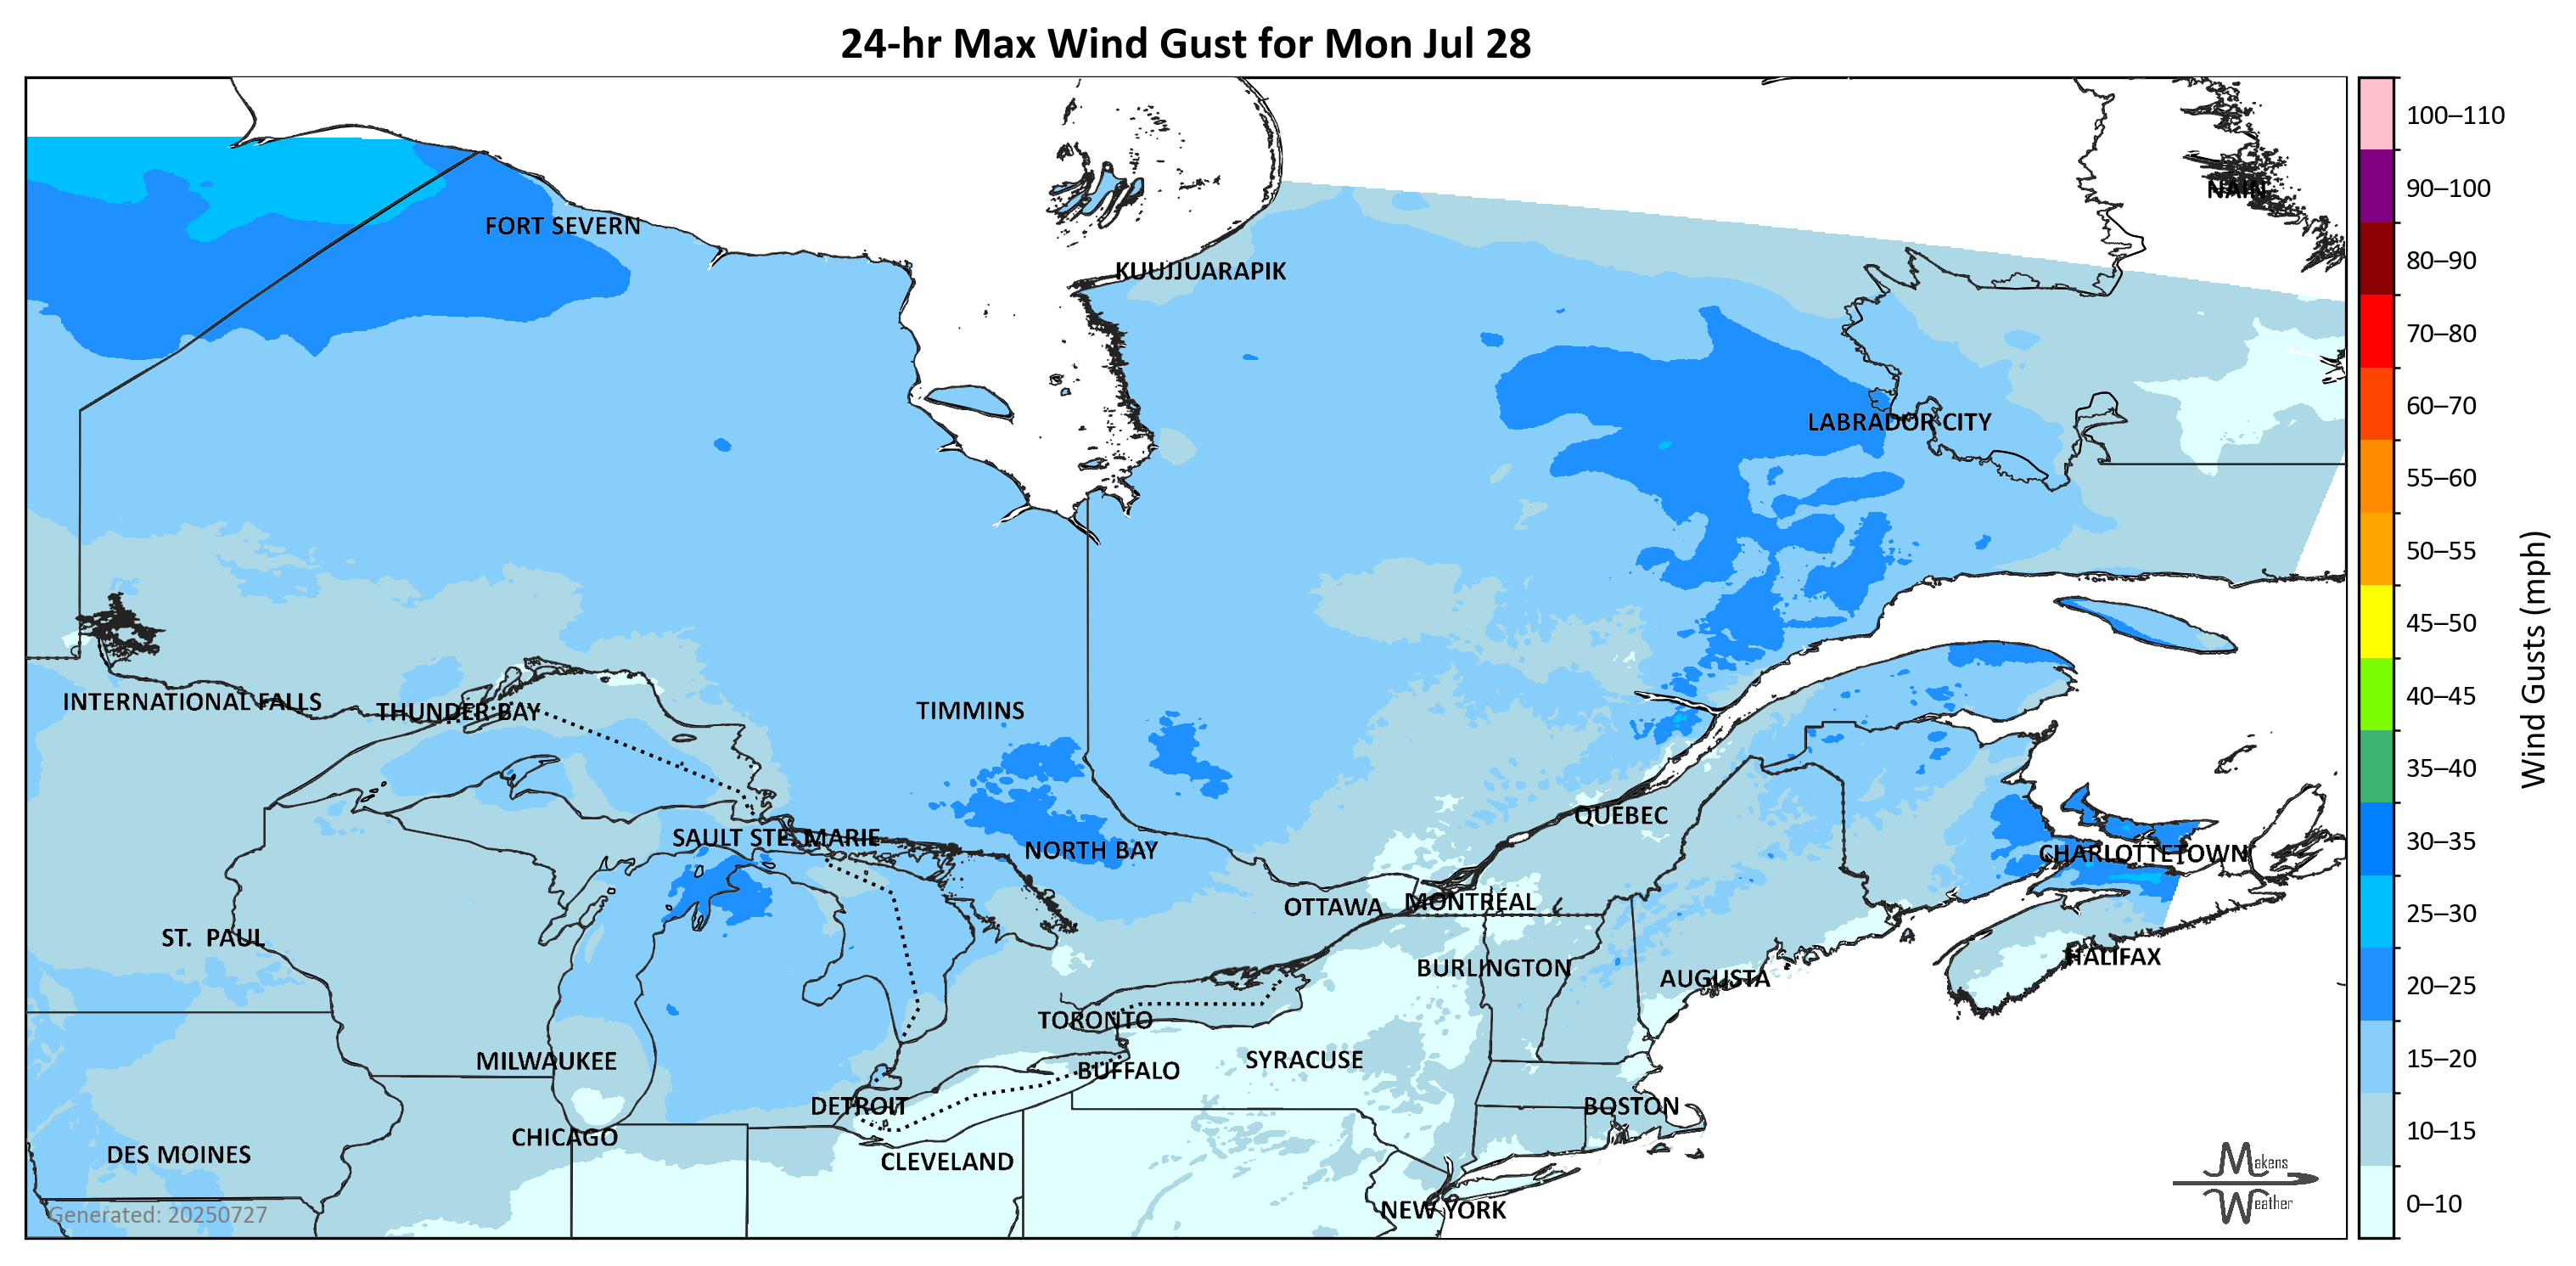 24-hr Max Wind Gust for Mon Jul 28
100–110
90–100
NAIN
FORT SEVERN
80–90
KUUJJUARAPIK
70–80
60–70
LABRADOR CITY
55–60
50–55
45–50
Wind Gusts (mph)
INTERNATIONAL FALLS
THUNDER BAY
TIMMINS
40–45
35–40
QUEBEC
SAULT STE. MARIE
NORTH BAY
CHARLOTTETOWN
30–35
OTTAWA
MONTRÉAL
25–30
ST. PAUL
HALIFAX
BURLINGTON
AUGUSTA
20–25
TORONTO
MILWAUKEE
SYRACUSE
15–20
BUFFALO
DETROIT
BOSTON
CHICAGO
10–15
DES MOINES
CLEVELAND
Makens
Weather
NEW YORK
0–10
Generated: 20250727